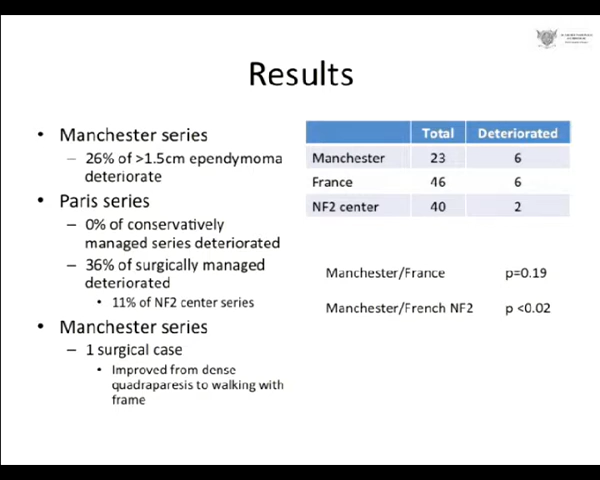 Results
• Manchester series
– 26% of >1.5cm ependymoma
deteriorate
• Paris series
– 0% of conservatively
managed series deteriorated
– 36% of surgically managed
deteriorated
• 11% of NF2 center series
• Manchester series
– 1 surgical case
• Improved from dense
quadraparesis to walking with
frame
Total Deteriorated
Manchester 23 6
France 46 6
NF2 center 40 2
Manchester/France p=0.19
Manchester/French NF2 p <0.02